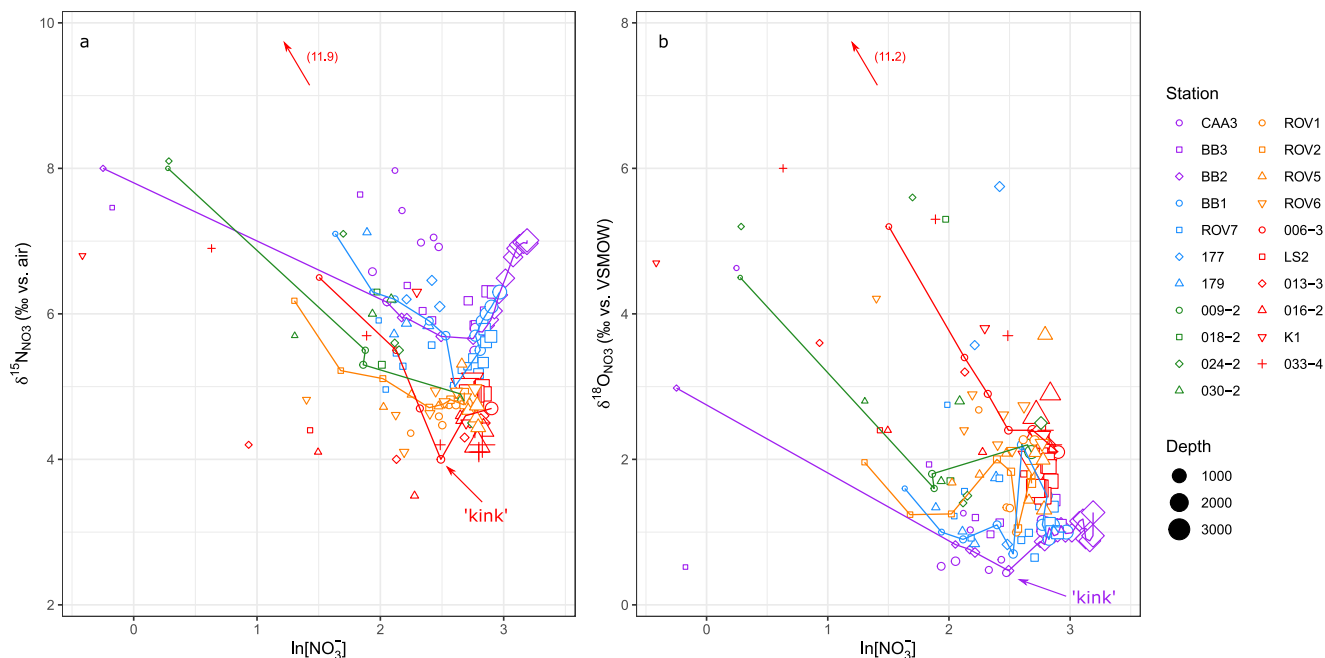 a
(11.9)
10
8
6
4
2
δ¹⁵N_NO3 (‰ vs. air)
'kink'
0
1
2
3
ln[NO₃⁻]
b
(11.2)
8
6
4
2
0
δ¹⁸O_NO3 (‰ vs. VSMOW)
'kink'
0
1
2
3
ln[NO₃⁻]
Station
CAA3
BB3
BB2
BB1
ROV7
177
179
009−2
018−2
024−2
030−2
ROV1
ROV2
ROV5
ROV6
006−3
LS2
013−3
016−2
K1
033−4
Depth
1000
2000
3000